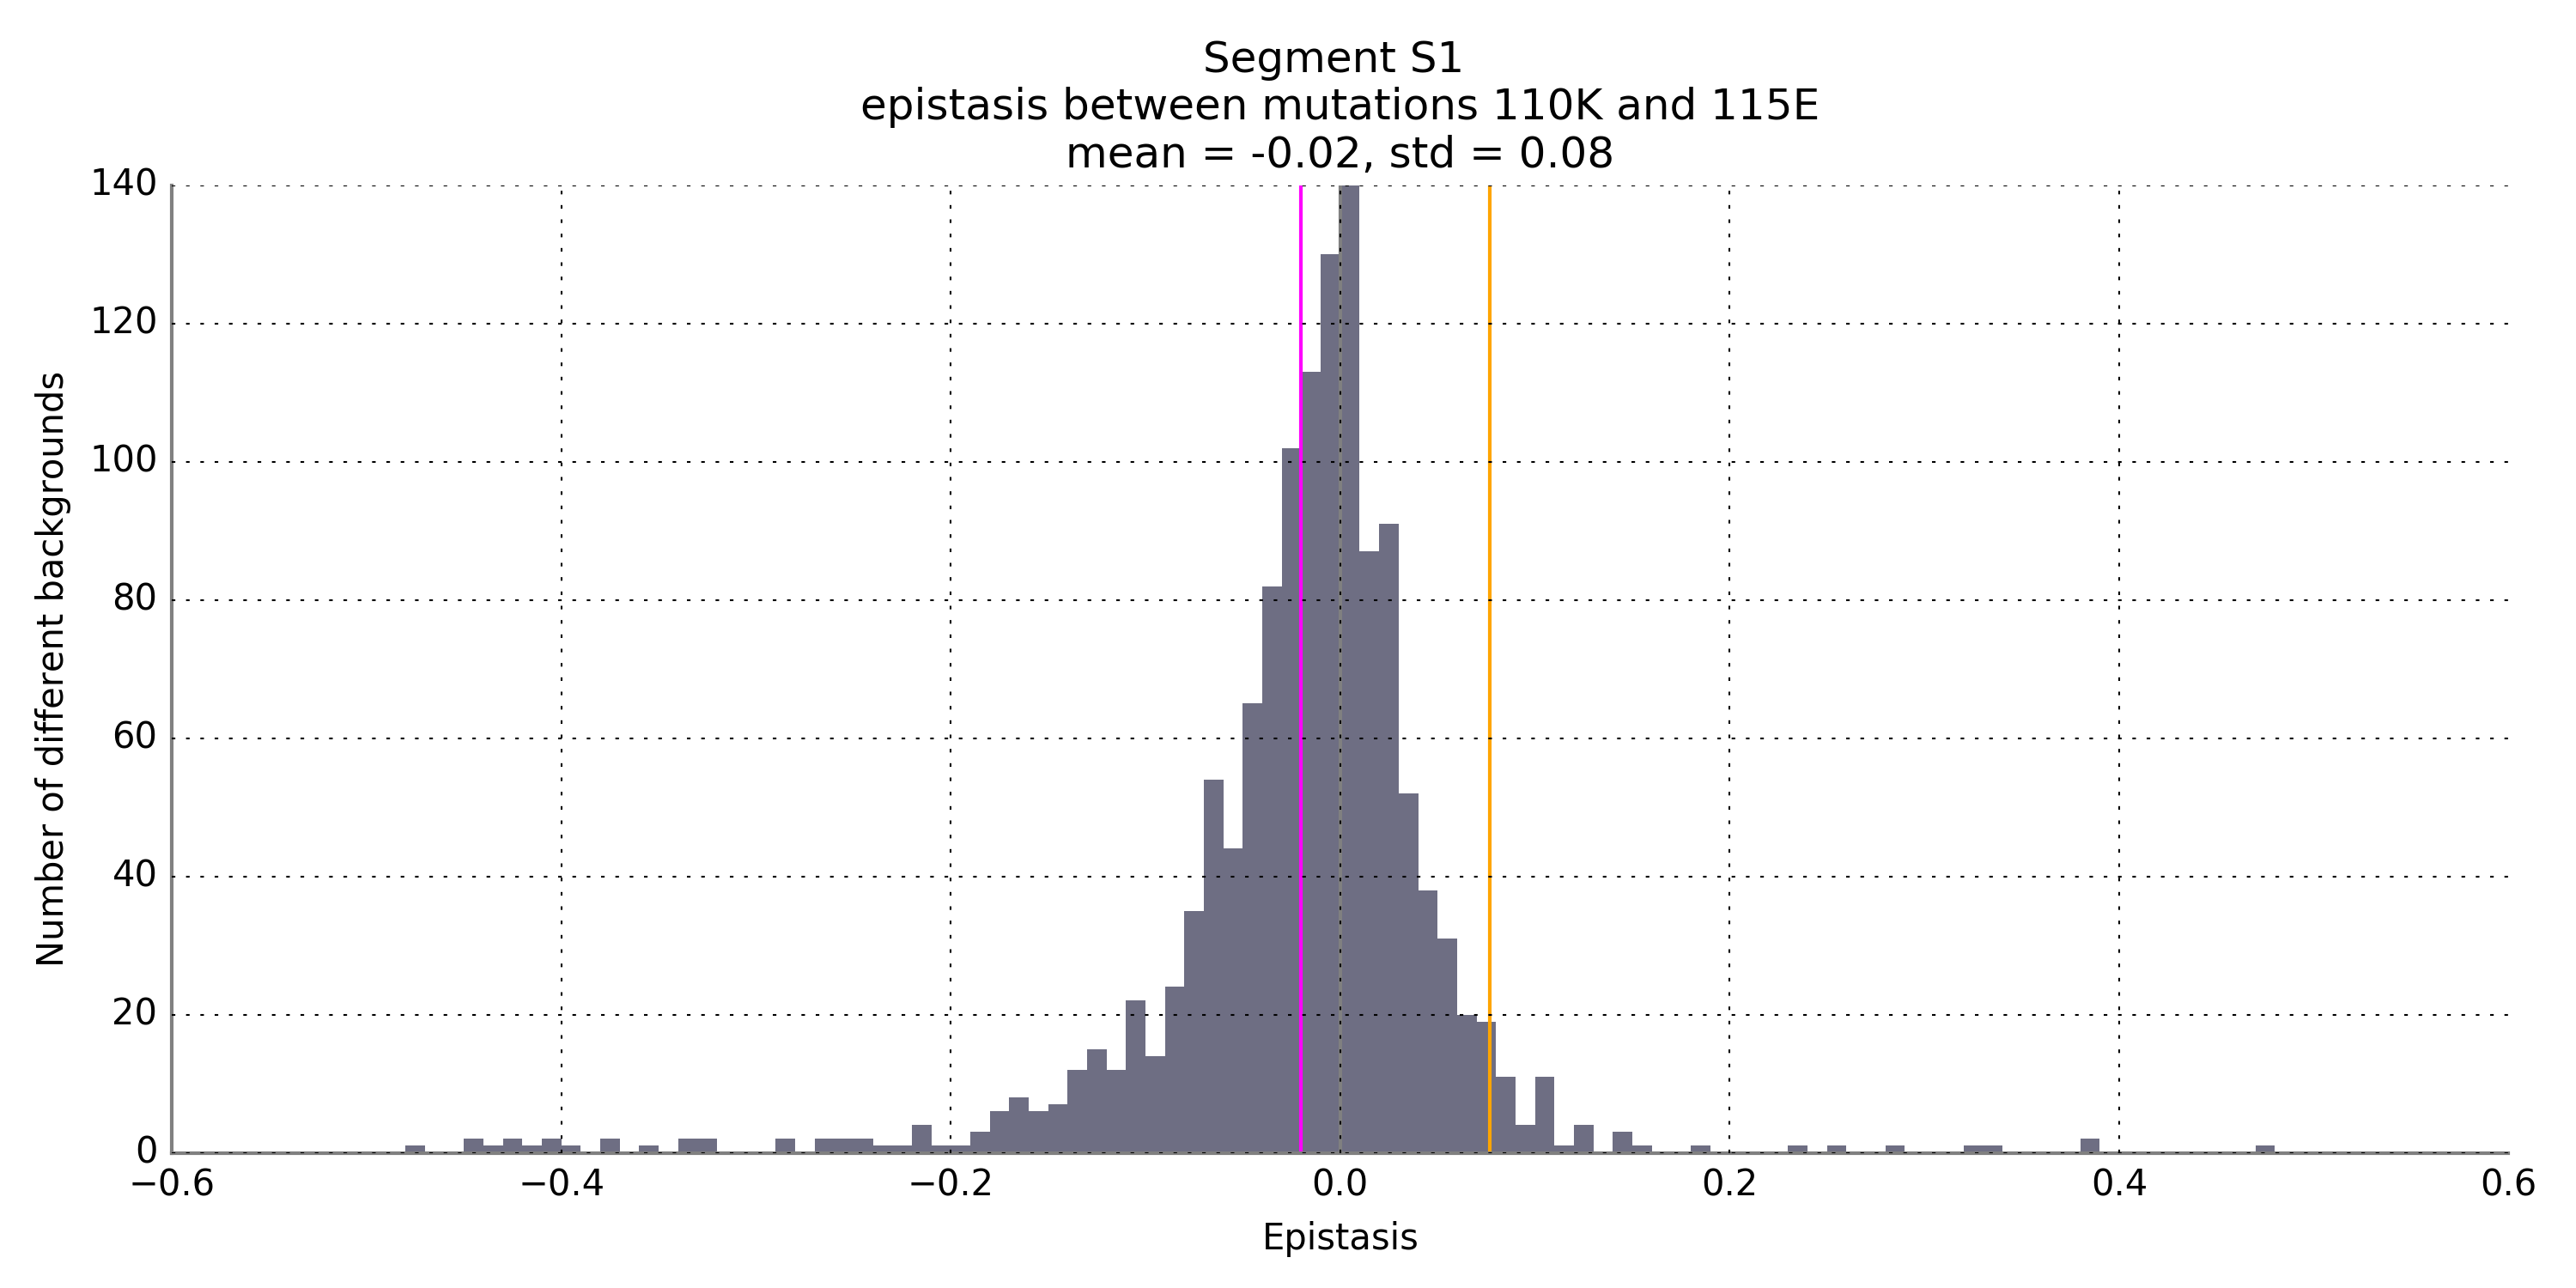 Segment S1
epistasis between mutations 110K and 115E
mean = -0.02, std = 0.08
140
120
100
80
60
40
20
0
Number of different backgrounds
−0.6 −0.4 −0.2 0.0 0.2 0.4 0.6
Epistasis